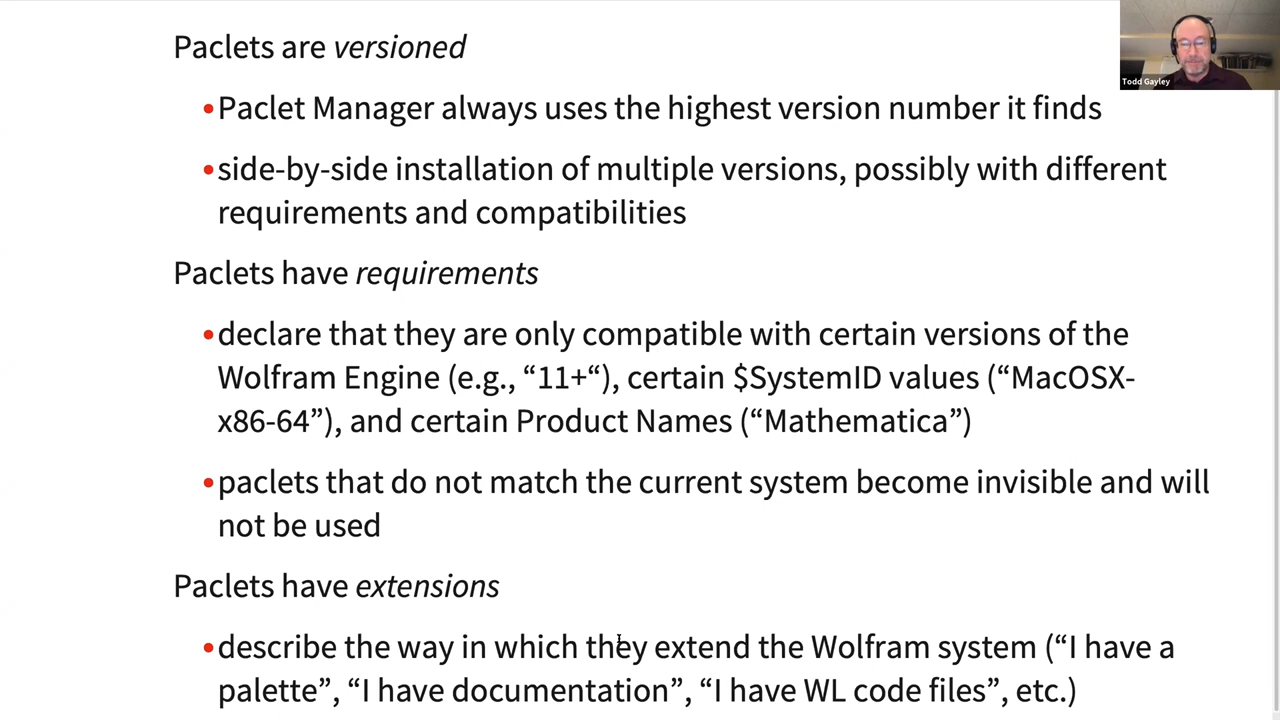 Paclets are versioned
•Paclet Manager always uses the highest version number it finds
•side-by-side installation of multiple versions, possibly with different
requirements and compatibilities
Paclets have requirements
•declare that they are only compatible with certain versions of the
Wolfram Engine (e.g., “11+“), certain $SystemID values (“MacOSX-
x86-64”), and certain Product Names (“Mathematica”)
•paclets that do not match the current system become invisible and will
not be used
Paclets have extensions
•describe the way in which they extend the Wolfram system (“I have a
palette”, “I have documentation”, “I have WL code files”, etc.)
Todd Gayley